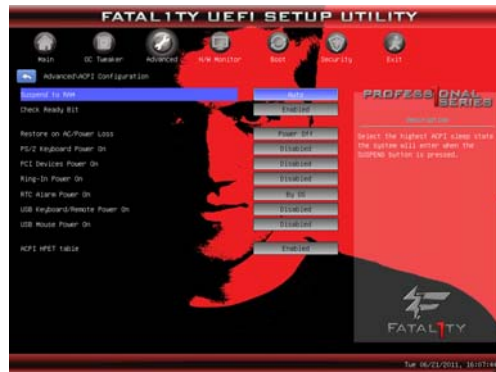 FATAL1TY UEFI SETUP UTILITY
Main OC Tweaker Advanced H/W Monitor Boot Security Exit
Advanced\ACPI Configuration
Suspend to RAM Auto
Check Ready Bit Enabled
Restore on AC/Power Loss Power Off
PS/2 Keyboard Power On Disabled
PCI Devices Power On Disabled
Ring-In Power On Disabled
RTC Alarm Power On By OS
USB Keyboard/Remote Power On Disabled
USB Mouse Power On Disabled
ACPI HPET table Enabled
PROFESSIONAL
SERIES
Description
Select the highest ACPI sleep state
the system will enter when the
SUSPEND button is pressed.
FATAL1TY
Tue 06/21/2011, 16:07:44